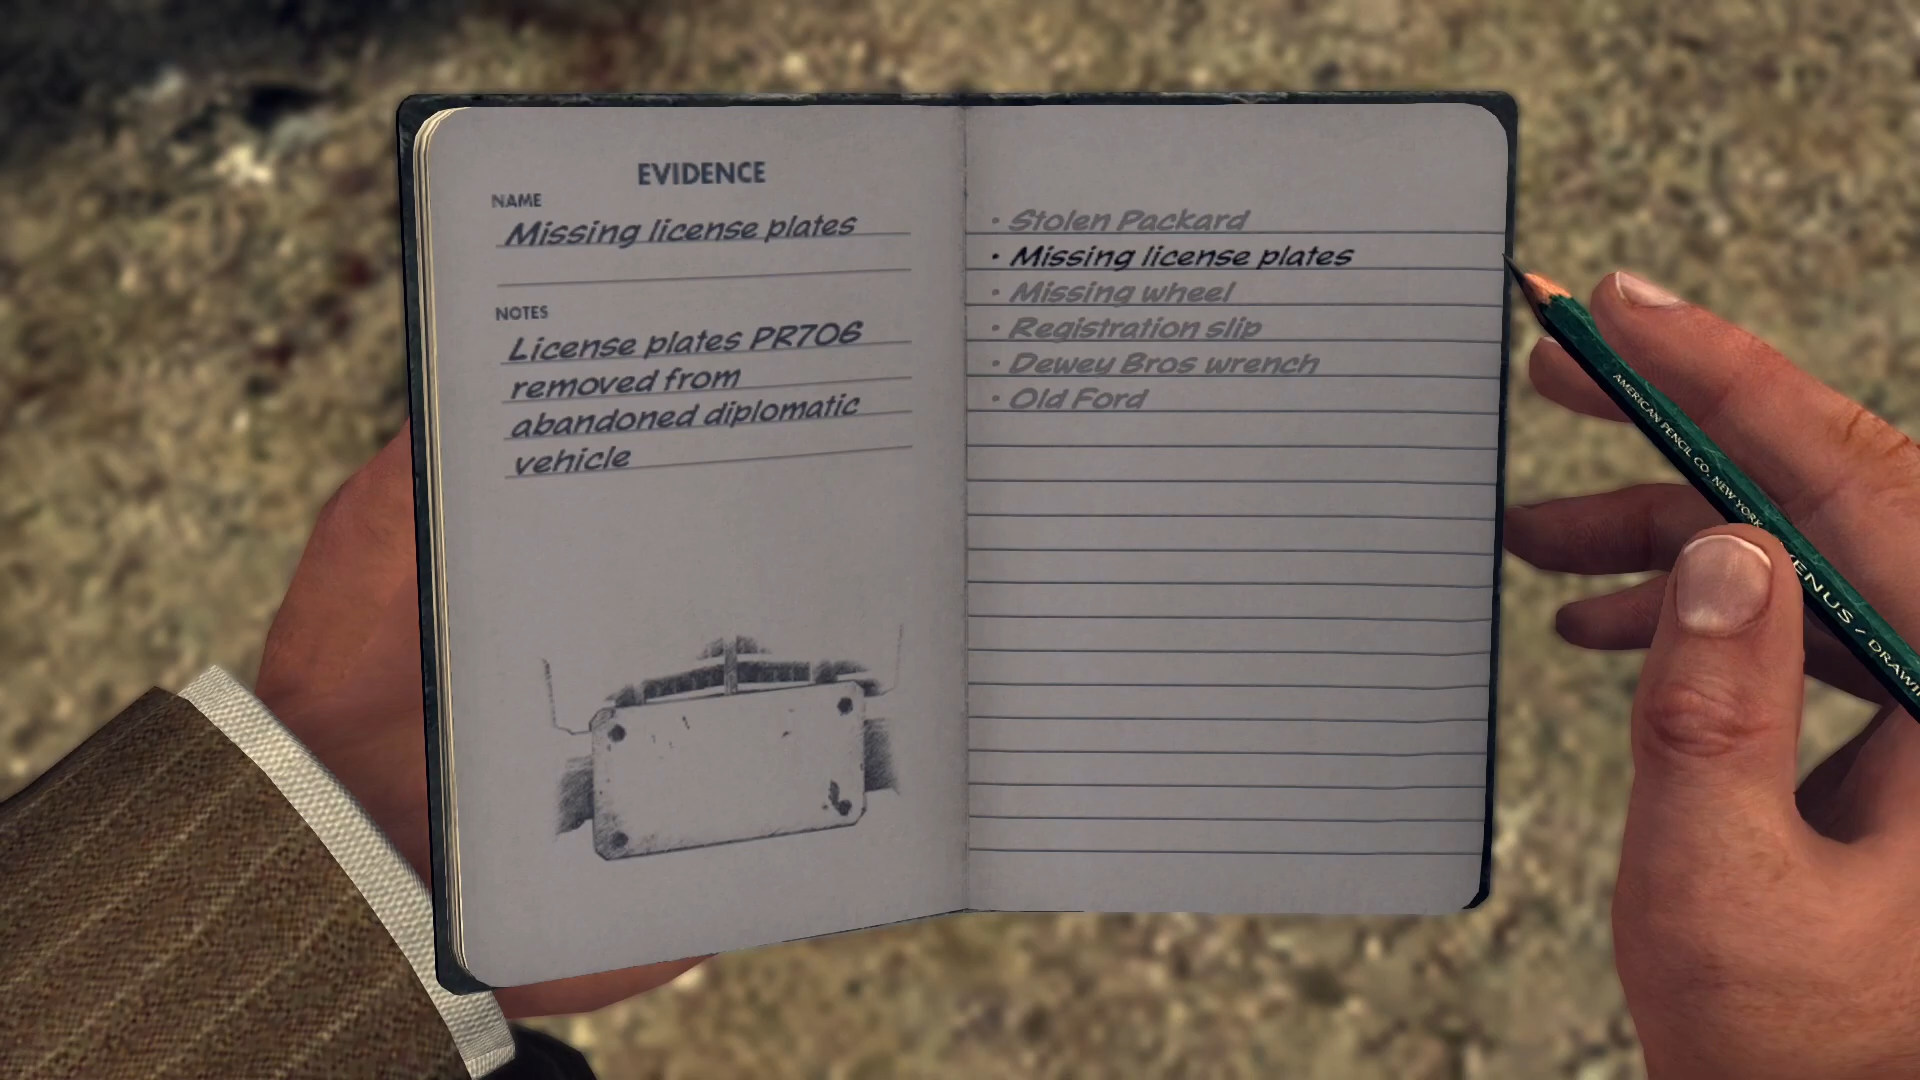 EVIDENCE
NAME
Missing license plates
NOTES
License plates PR706
removed from
abandoned diplomatic
vehicle
• Stolen Packard
• Missing license plates
• Missing wheel
• Registration slip
• Dewey Bros wrench
• Old Ford
AMERICAN PENCIL CO. NEW YORK
VENUS / DRAWIN